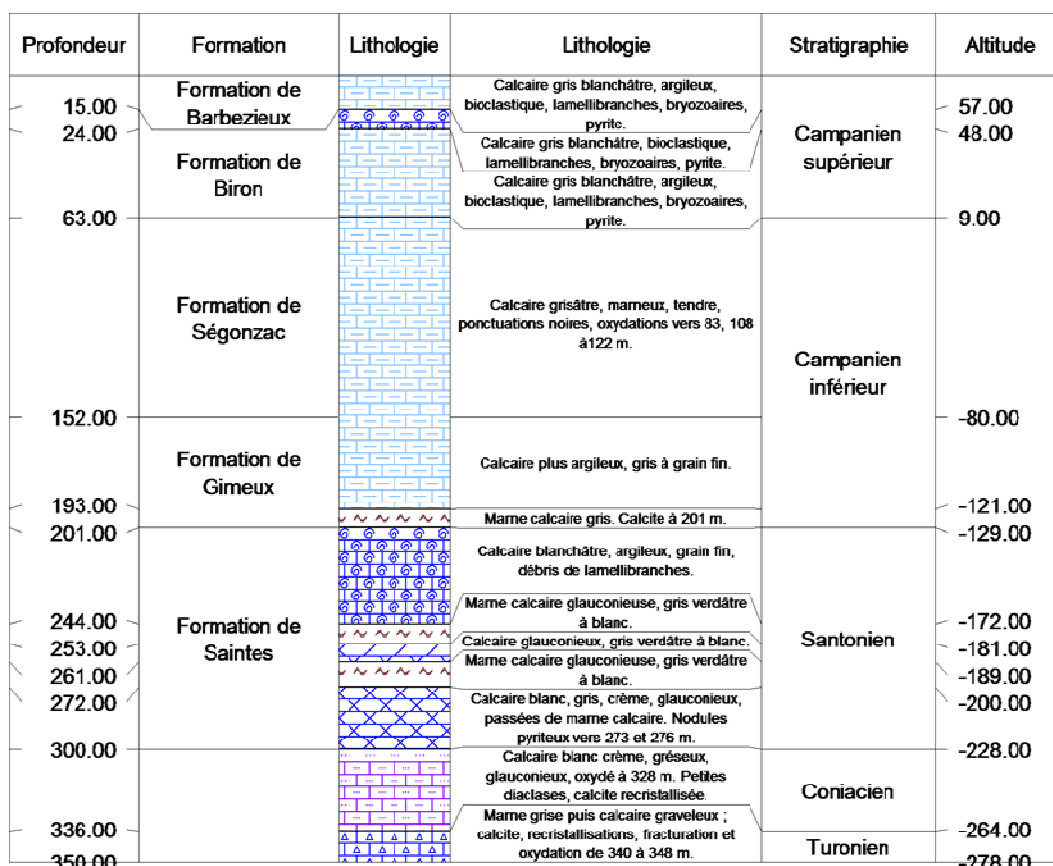 Profondeur Formation Lithologie Lithologie Stratigraphie Altitude
Formation de
Barbezieux
Calcaire gris blanchâtre, argileux,
bioclastique, lamellibranches, bryozoaires,
pyrite.
15.00
57.00
24.00
48.00
Campanien
supérieur
Formation de
Biron
Calcaire gris blanchâtre, bioclastique,
lamellibranches, bryozoaires, pyrite.
Calcaire gris blanchâtre, argileux,
bioclastique, lamellibranches, bryozoaires,
pyrite.
63.00
9.00
Formation de
Ségonzac
Calcaire grisâtre, marneux, tendre,
ponctuations noires, oxydations vers 83, 108
à122 m.
Campanien
inférieur
152.00
-80.00
Formation de
Gimeux
Calcaire plus argileux, gris à grain fin.
193.00
-121.00
Marne calcaire gris. Calcite à 201 m.
201.00
-129.00
Calcaire blanchâtre, argileux, grain fin,
débris de lamellibranches.
Formation de
Saintes
Santonien
244.00
-172.00
Marne calcaire glauconieuse, gris verdâtre
à blanc.
253.00
-181.00
Calcaire glauconieux, gris verdâtre à blanc.
261.00
-189.00
Marne calcaire glauconieuse, gris verdâtre
à blanc.
272.00
-200.00
Calcaire blanc, gris, crème, glauconieux,
passées de marne calcaire. Nodules
pyriteux vers 273 et 276 m.
300.00
-228.00
Calcaire blanc crème, gréseux,
glauconieux, oxydé à 328 m. Petites
diaclases, calcite recristallisée.
Coniacien
336.00
-264.00
Marne grise puis calcaire graveleux ;
calcite, recristallisations, fracturation et
oxydation de 340 à 348 m.
Turonien
350.00
-278.00